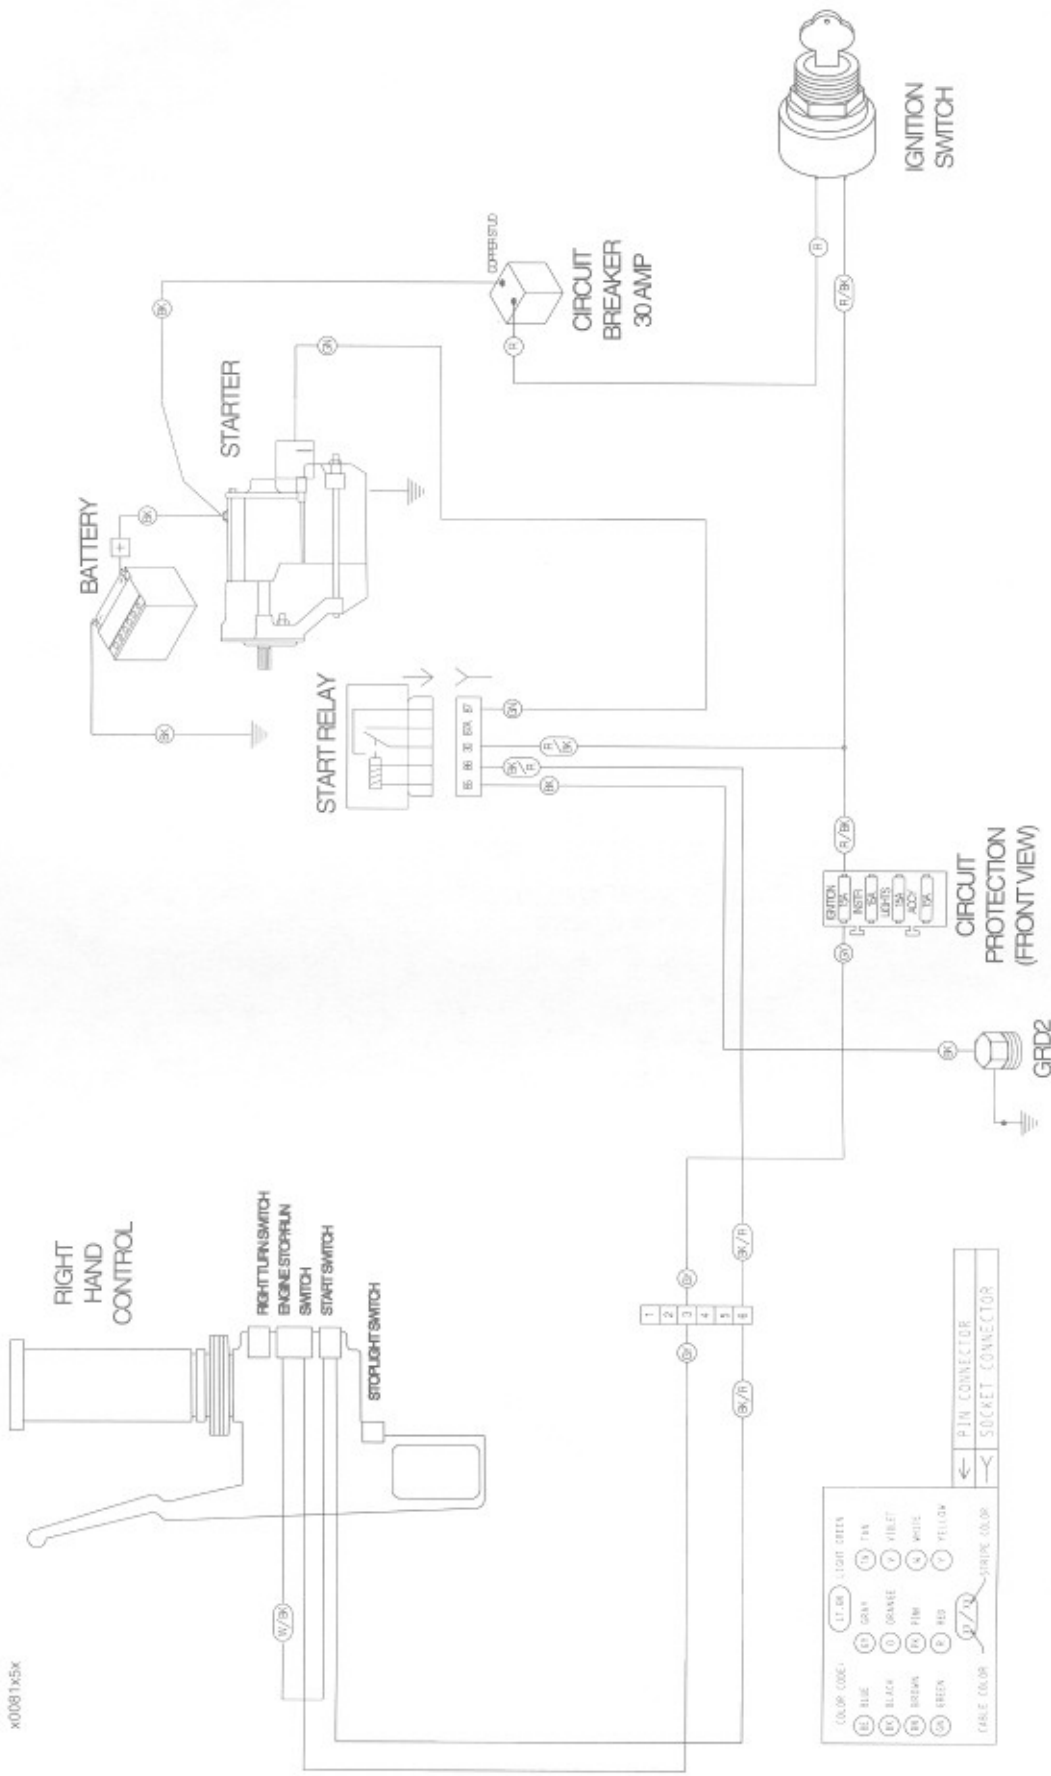 x0081x5x
RIGHT
HAND
CONTROL
RIGHT TURN SWITCH
ENGINE STOP/RUN
SWITCH
START SWITCH
STOPLIGHT SWITCH
W/BK
GY
BK/R
1
2
3
4
5
6
GY
BK/R
BATTERY
+
BK
BK
BK
STARTER
GN
COPPER STUD
CIRCUIT
BREAKER
30 AMP
R
R
R/BK
IGNITION
SWITCH
START RELAY
85 86 30 87A 87
BK
BK/R
R/BK
GN
R/BK
IGNITION
15A
INSTR
15A
LIGHTS
15A
ACCY
15A
GY
CIRCUIT
PROTECTION
(FRONT VIEW)
BK
GRD2
COLOR CODE:
LT.GN LIGHT GREEN
BE BLUE GY GRAY TN TAN
BK BLACK O ORANGE V VIOLET
BN BROWN PK PINK W WHITE
GN GREEN R RED Y YELLOW
CABLE COLOR
STRIPE COLOR
PIN CONNECTOR
SOCKET CONNECTOR